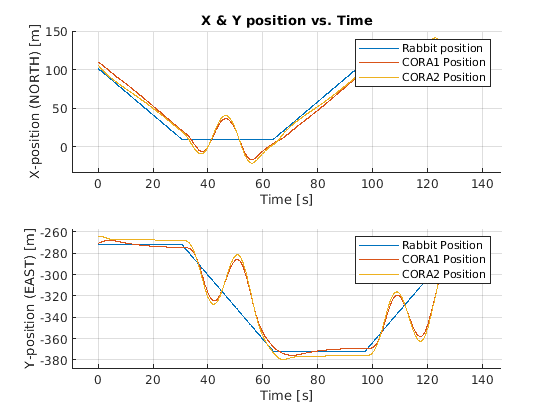 X & Y position vs. Time
X-position (NORTH) [m]
150
100
50
0
Rabbit position
CORA1 Position
CORA2 Position
0 20 40 60 80 100 120 140
Time [s]
Y-position (EAST) [m]
-260
-280
-300
-320
-340
-360
-380
Rabbit Position
CORA1 Position
CORA2 Position
0 20 40 60 80 100 120 140
Time [s]